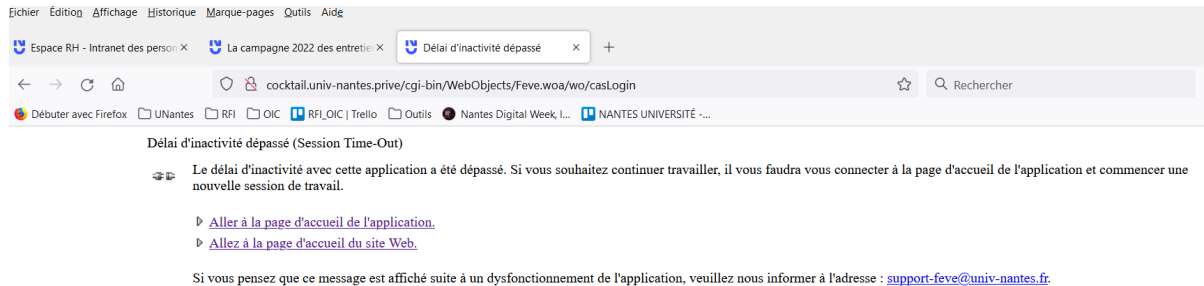 Fichier Édition Affichage Historique Marque-pages Outils Aide
Espace RH - Intranet des person × La campagne 2022 des entretie × Délai d'inactivité dépassé × +
cocktail.univ-nantes.prive/cgi-bin/WebObjects/Feve.woa/wo/casLogin Rechercher
Débuter avec Firefox UNantes RFI OIC RFI_OIC | Trello Outils Nantes Digital Week, l... NANTES UNIVERSITÉ -...
Délai d'inactivité dépassé (Session Time-Out)
Le délai d'inactivité avec cette application a été dépassé. Si vous souhaitez continuer travailler, il vous faudra vous connecter à la page d'accueil de l'application et commencer une
nouvelle session de travail.
Aller à la page d'accueil de l'application.
Allez à la page d'accueil du site Web.
Si vous pensez que ce message est affiché suite à un dysfonctionnement de l'application, veuillez nous informer à l'adresse : support-feve@univ-nantes.fr.